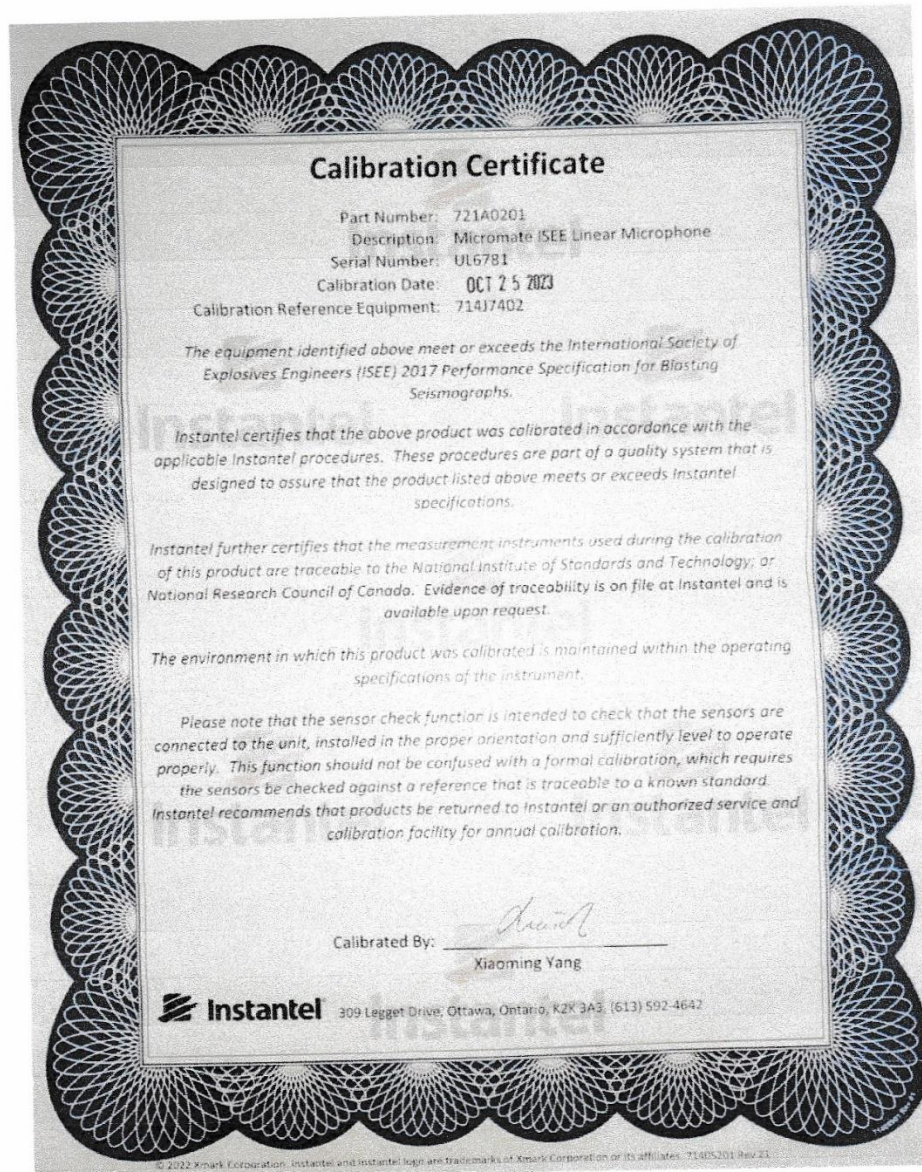 Calibration Certificate
Part Number: 721A0201
Description: Micromate ISEE Linear Microphone
Serial Number: UL6781
Calibration Date: OCT 25 2023
Calibration Reference Equipment: 714J7402
The equipment identified above meet or exceeds the International Society of
Explosives Engineers (ISEE) 2017 Performance Specification for Blasting
Seismographs.
Instantel certifies that the above product was calibrated in accordance with the
applicable Instantel procedures. These procedures are part of a quality system that is
designed to assure that the product listed above meets or exceeds Instantel
specifications.
Instantel further certifies that the measurement instruments used during the calibration
of this product are traceable to the National Institute of Standards and Technology; or
National Research Council of Canada. Evidence of traceability is on file at Instantel and is
available upon request.
The environment in which this product was calibrated is maintained within the operating
specifications of the instrument.
Please note that the sensor check function is intended to check that the sensors are
connected to the unit, installed in the proper orientation and sufficiently level to operate
properly. This function should not be confused with a formal calibration, which requires
the sensors be checked against a reference that is traceable to a known standard.
Instantel recommends that products be returned to Instantel or an authorized service and
calibration facility for annual calibration.
Calibrated By:
Xiaoming Yang
Instantel 309 Legget Drive, Ottawa, Ontario, K2K 3A3, (613) 592-4642
© 2022 Xmark Corporation. Instantel and Instantel logo are trademarks of Xmark Corporation or its affiliates. 714U5201 Rev 21